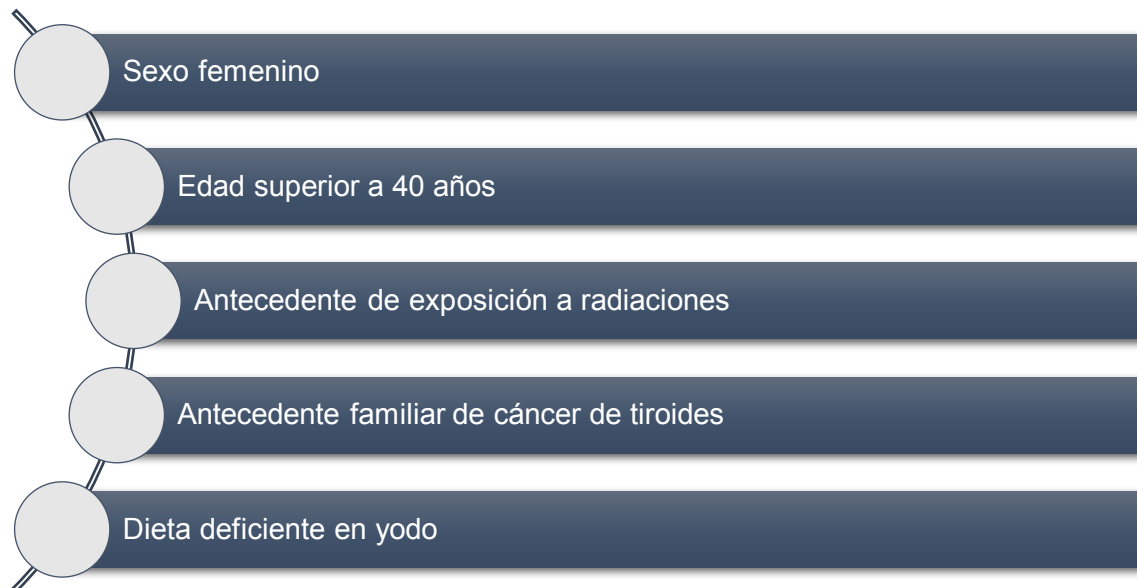 Sexo femenino
Edad superior a 40 años
Antecedente de exposición a radiaciones
Antecedente familiar de cáncer de tiroides
Dieta deficiente en yodo